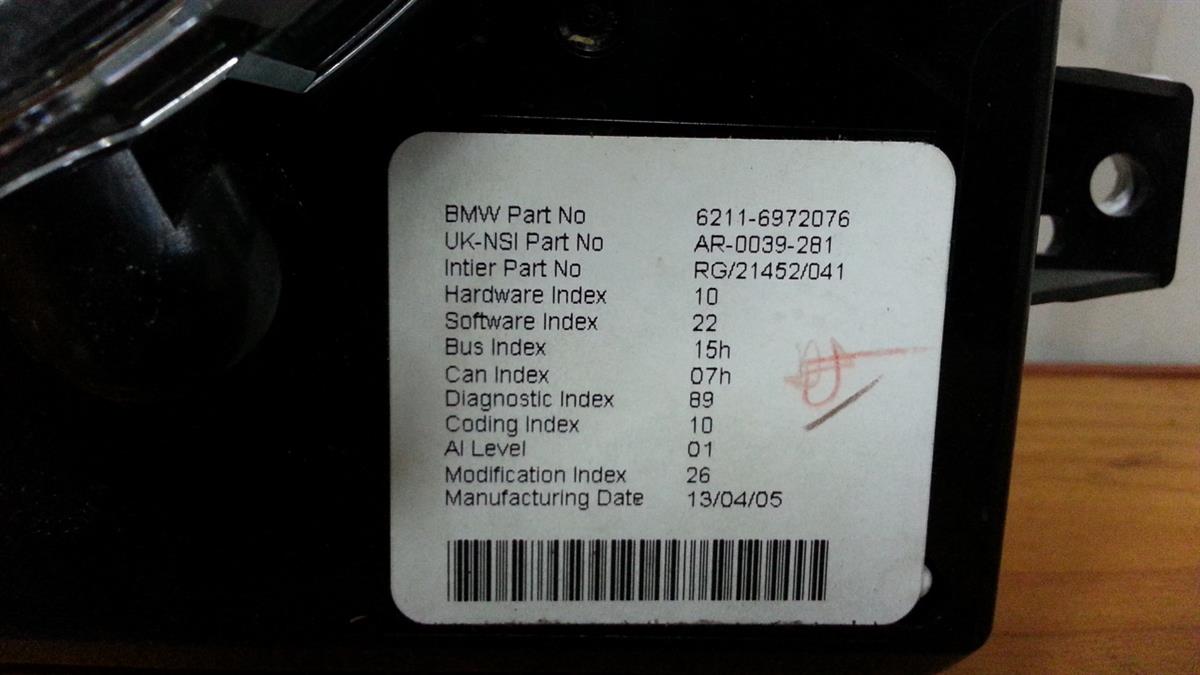 BMW Part No 6211-6972076
UK-NSI Part No AR-0039-281
Intier Part No RG/21452/041
Hardware Index 10
Software Index 22
Bus Index 15h
Can Index 07h
Diagnostic Index 89
Coding Index 10
AI Level 01
Modification Index 26
Manufacturing Date 13/04/05